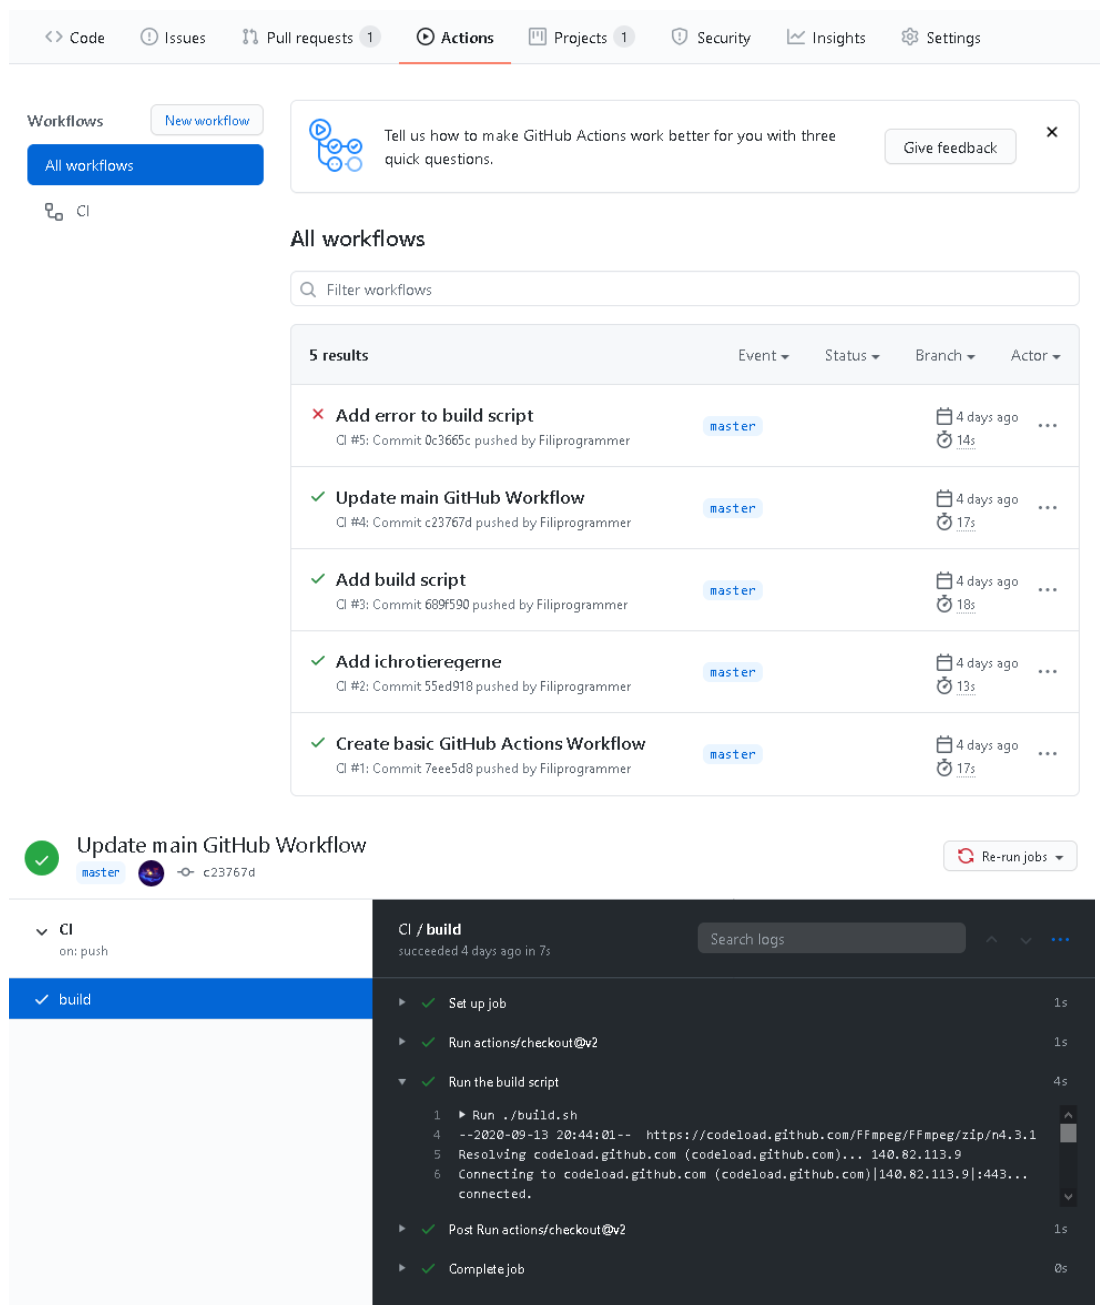 Code Issues Pull requests 1 Actions Projects 1 Security Insights Settings
Workflows New workflow
All workflows
CI
Tell us how to make GitHub Actions work better for you with three
quick questions.
Give feedback
All workflows
Filter workflows
5 results Event Status Branch Actor
Add error to build script
CI #5: Commit 0c3665c pushed by Filiprogrammer
master
4 days ago
14s
Update main GitHub Workflow
CI #4: Commit c23767d pushed by Filiprogrammer
master
4 days ago
17s
Add build script
CI #3: Commit 689f590 pushed by Filiprogrammer
master
4 days ago
18s
Add ichrotieregerne
CI #2: Commit 55ed918 pushed by Filiprogrammer
master
4 days ago
13s
Create basic GitHub Actions Workflow
CI #1: Commit 7eee5d8 pushed by Filiprogrammer
master
4 days ago
17s
Update main GitHub Workflow
master c23767d
Re-run jobs
CI
on: push
build
CI / build
succeeded 4 days ago in 7s
Search logs
Set up job 1s
Run actions/checkout@v2 1s
Run the build script 4s
1 Run ./build.sh
4 --2020-09-13 20:44:01-- https://codeload.github.com/FFmpeg/FFmpeg/zip/n4.3.1
5 Resolving codeload.github.com (codeload.github.com)... 140.82.113.9
6 Connecting to codeload.github.com (codeload.github.com)|140.82.113.9|:443...
connected.
Post Run actions/checkout@v2 1s
Complete job 0s